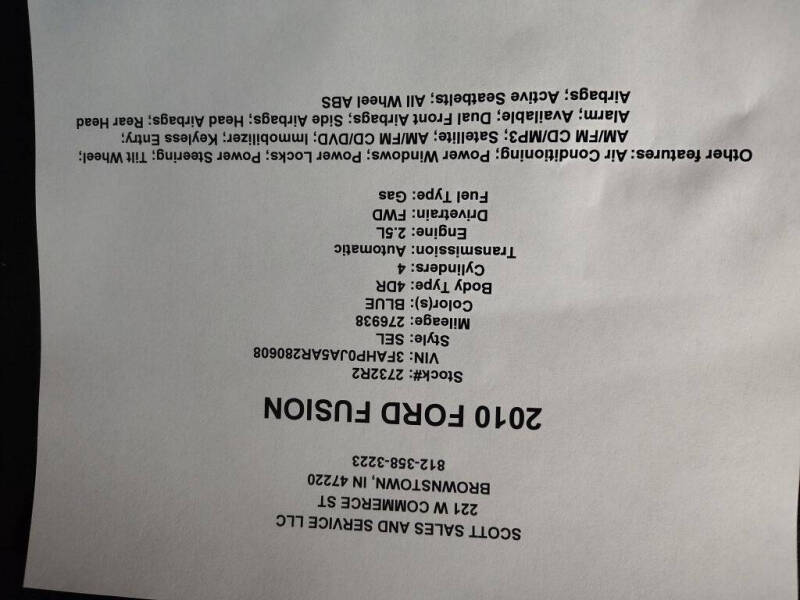 SCOTT SALES AND SERVICE LLC
221 W COMMERCE ST
BROWNSTOWN, IN 47220
812-358-3223
2010 FORD FUSION
Stock#: 2732R2
VIN: 3FAHP0JA5AR280608
Style: SEL
Mileage: 276938
Color(s): BLUE
Body Type: 4DR
Cylinders: 4
Transmission: Automatic
Engine: 2.5L
Drivetrain: FWD
Fuel Type: Gas
Other features: Air Conditioning; Power Windows; Power Locks; Power Steering; Tilt Wheel;
AM/FM CD/MP3; Satellite; AM/FM CD/DVD; Immobilizer; Keyless Entry;
Alarm; Available; Dual Front Airbags; Side Airbags; Head Airbags; Rear Head
Airbags; Active Seatbelts; All Wheel ABS